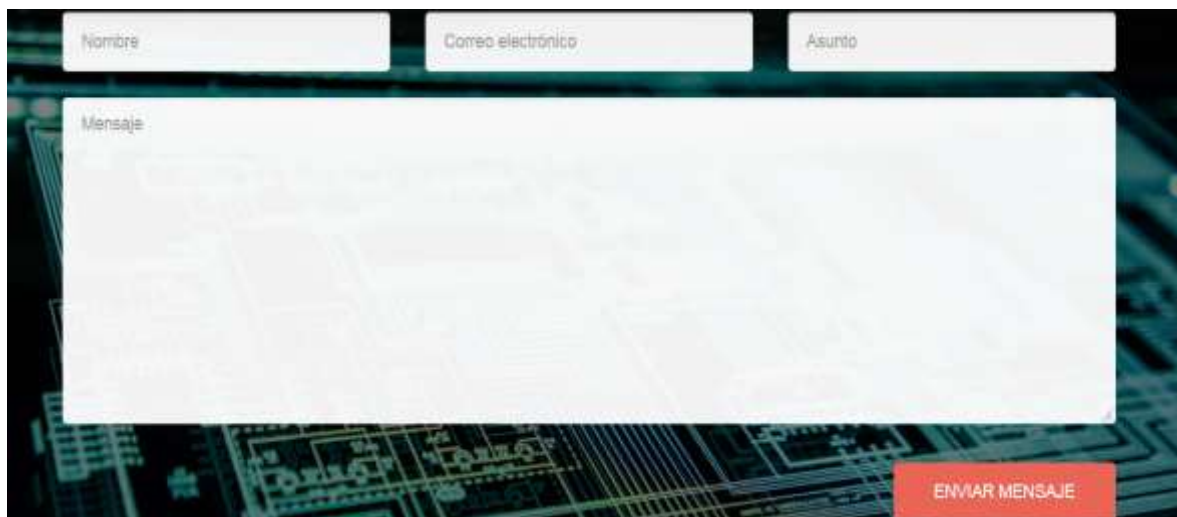 Nombre
Correo electrónico
Asunto
Mensaje
ENVIAR MENSAJE